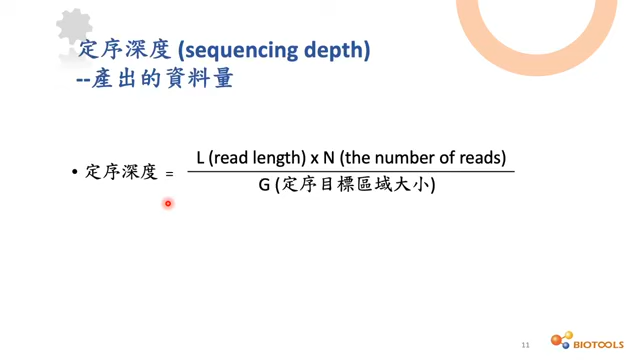 定序深度 (sequencing depth)
--產出的資料量
• 定序深度 =
L (read length) x N (the number of reads)
G (定序目標區域大小)
11
BIOTOOLS